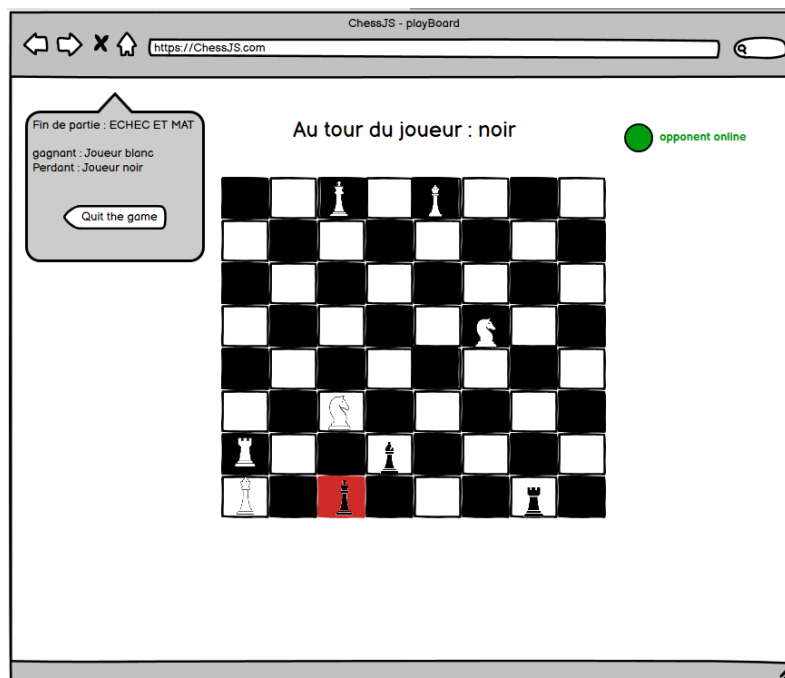 ChessJS - playBoard
https://ChessJS.com
Fin de partie : ECHEC ET MAT
gagnant : Joueur blanc
Perdant : Joueur noir
Quit the game
Au tour du joueur : noir
opponent online